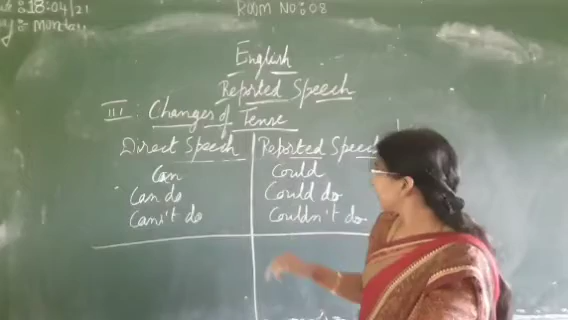 18:04/21
Room No: 08
Monday
English
Reported Speech
III : Changes of Tense
Direct Speech Reported Speech
Can Could
Can do Could do
Can't do Couldn't do